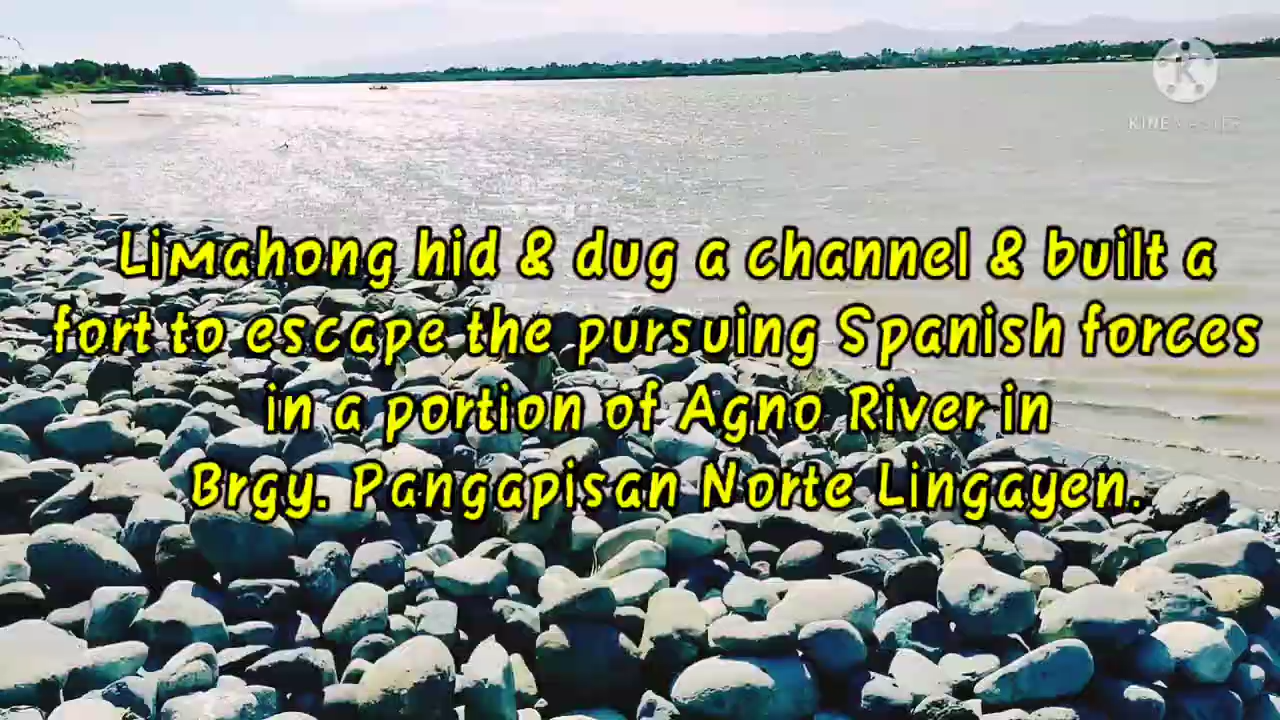 KINEMASTER
Limahong hid & dug a channel & built a
fort to escape the pursuing Spanish forces
in a portion of Agno River in
Brgy. Pangapisan Norte Lingayen.